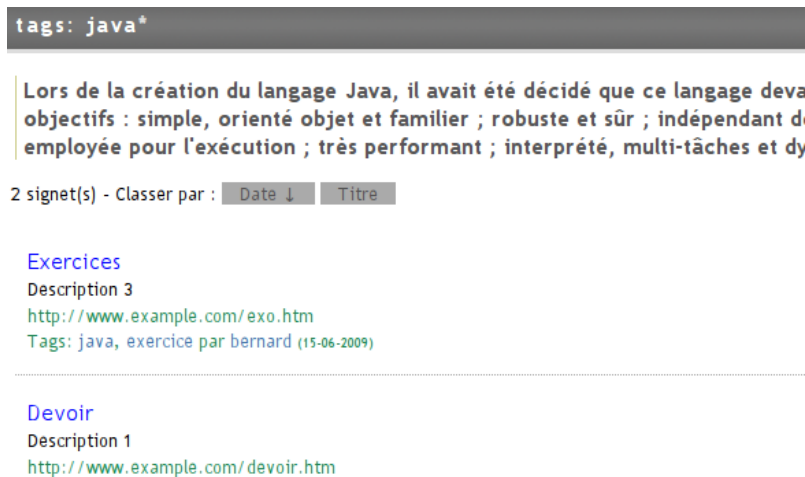 tags: java*
Lors de la création du langage Java, il avait été décidé que ce langage deva
objectifs : simple, orienté objet et familier ; robuste et sûr ; indépendant d
employée pour l'exécution ; très performant ; interprété, multi-tâches et dy
2 signet(s) - Classer par : Date ↓ Titre
Exercices
Description 3
http://www.example.com/exo.htm
Tags: java, exercice par bernard (15-06-2009)
Devoir
Description 1
http://www.example.com/devoir.htm